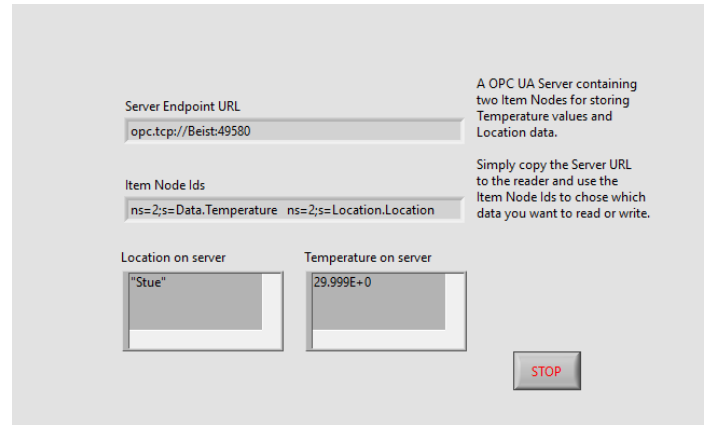 A OPC UA Server containing
two Item Nodes for storing
Temperature values and
Location data.
Simply copy the Server URL
to the reader and use the
Item Node Ids to chose which
data you want to read or write.
Server Endpoint URL
opc.tcp://Beist:49580
Item Node Ids
ns=2;s=Data.Temperature ns=2;s=Location.Location
Location on server
"Stue"
Temperature on server
29.999E+0
STOP